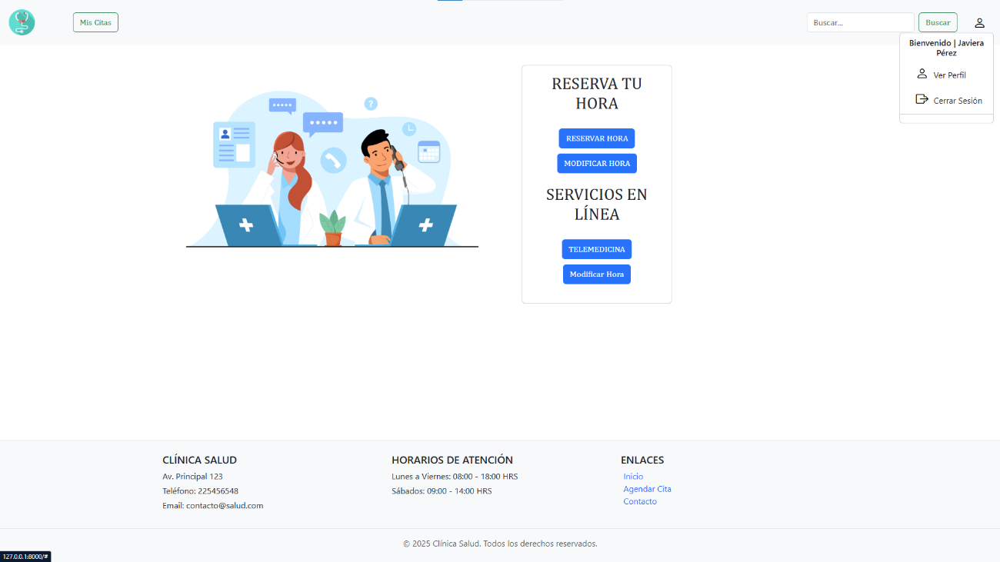 Mis Citas
Buscar...
Buscar
Bienvenido | Javiera
Pérez
Ver Perfil
Cerrar Sesión
?
RESERVA TU
HORA
RESERVAR HORA
MODIFICAR HORA
SERVICIOS EN
LÍNEA
TELEMEDICINA
Modificar Hora
CLÍNICA SALUD
Av. Principal 123
Teléfono: 225456548
Email: contacto@salud.com
HORARIOS DE ATENCIÓN
Lunes a Viernes: 08:00 - 18:00 HRS
Sábados: 09:00 - 14:00 HRS
ENLACES
Inicio
Agendar Cita
Contacto
© 2025 Clínica Salud. Todos los derechos reservados.
127.0.0.1:8000/#